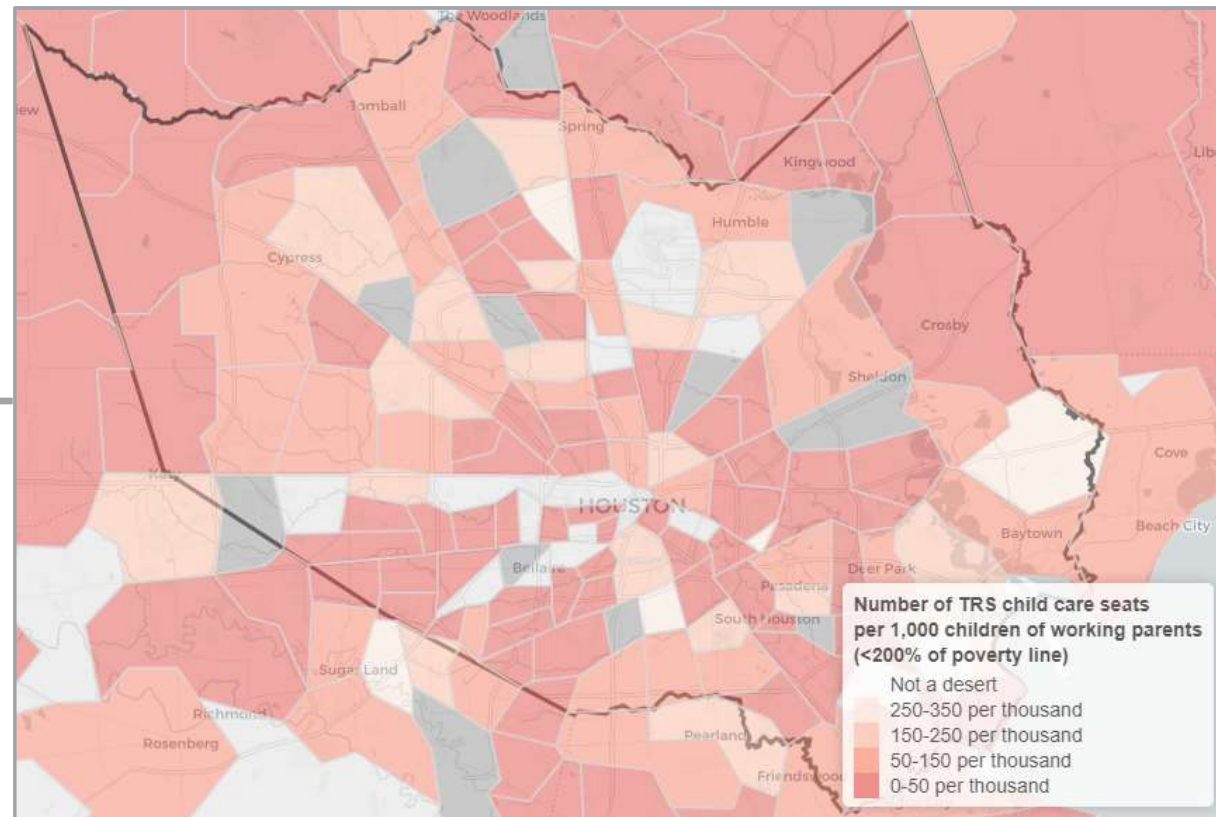 The Woodlands
Tomball
Spring
Kingwood
Humble
Cypress
Crosby
Sheldon
Cove
HOUSTON
Baytown
Beach City
Bellaire
Deer Park
Pasadena
South Houston
Sugar Land
Richmond
Rosenberg
Pearland
Number of TRS child care seats
per 1,000 children of working parents
(<200% of poverty line)
Not a desert
250-350 per thousand
150-250 per thousand
50-150 per thousand
0-50 per thousand